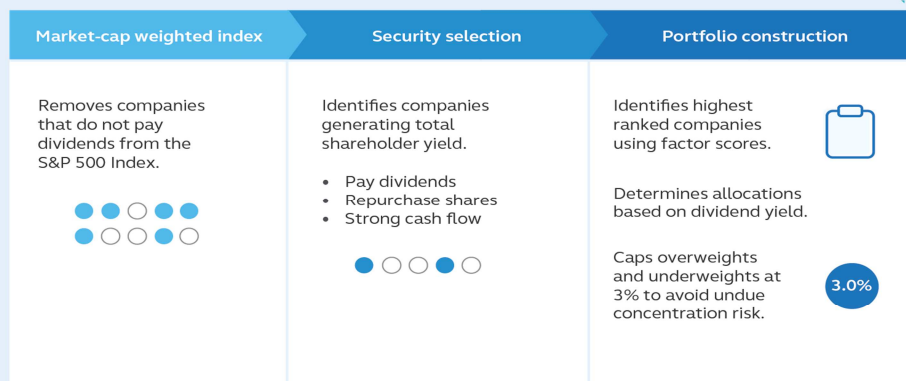 Market-cap weighted index
Security selection
Portfolio construction
Removes companies
that do not pay
dividends from the
S&P 500 Index.
Identifies companies
generating total
shareholder yield.
• Pay dividends
• Repurchase shares
• Strong cash flow
Identifies highest
ranked companies
using factor scores.
Determines allocations
based on dividend yield.
Caps overweights
and underweights at
3% to avoid undue
concentration risk.
3.0%